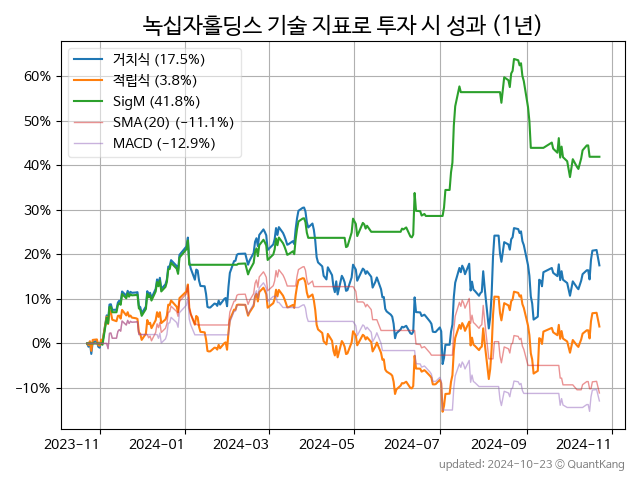 녹십자홀딩스 기술 지표로 투자 시 성과 (1년)
거치식 (17.5%)
적립식 (3.8%)
SigM (41.8%)
SMA(20) (−11.1%)
MACD (−12.9%)
60%
50%
40%
30%
20%
10%
0%
−10%
2023-11 2024-01 2024-03 2024-05 2024-07 2024-09 2024-11
updated: 2024-10-23 © QuantKang